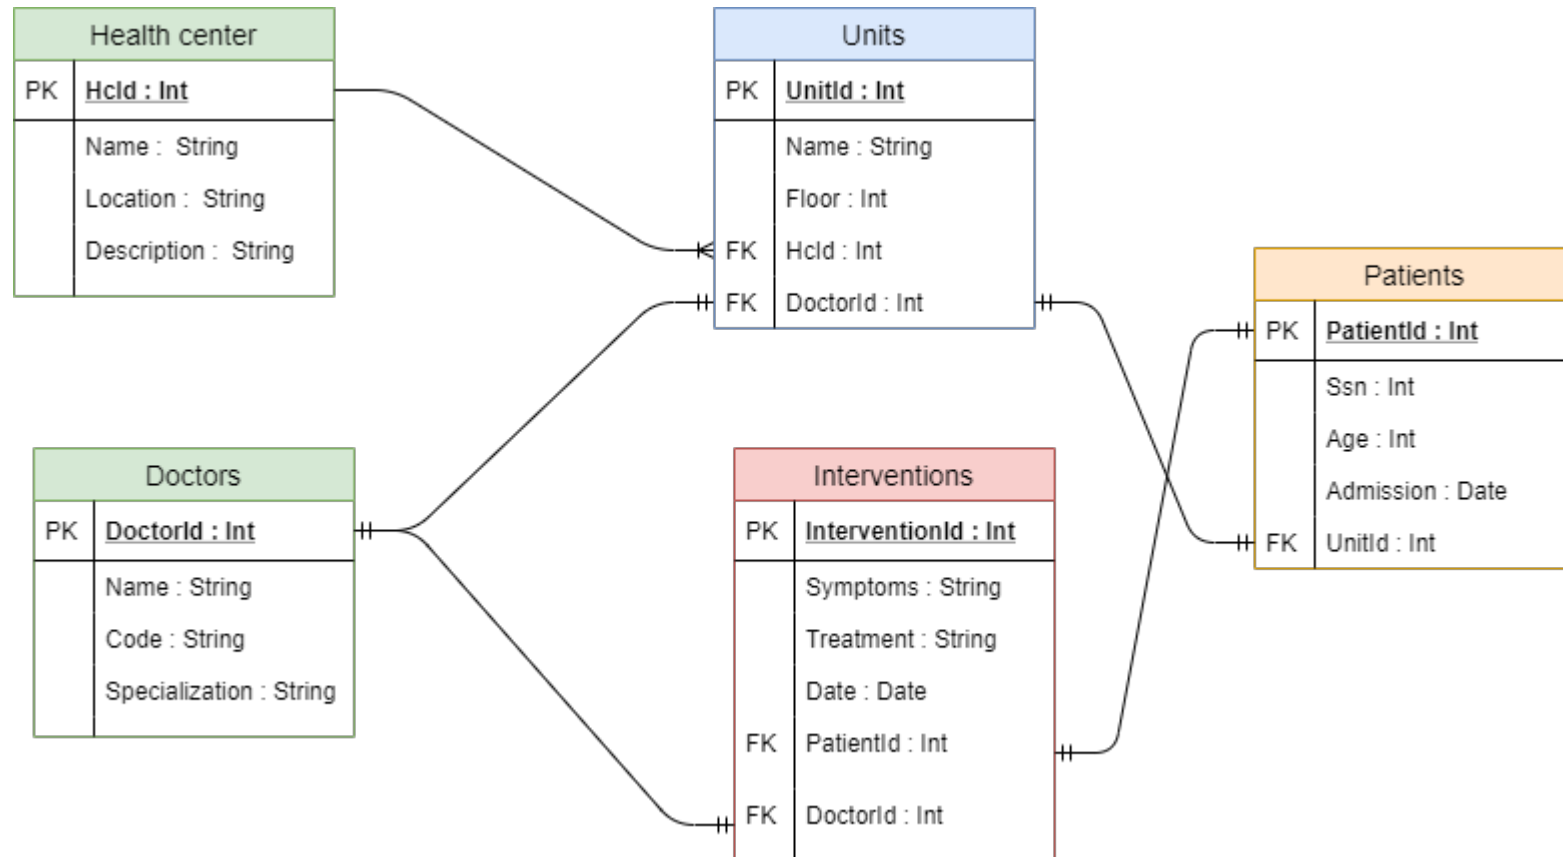 Health center
PK HcId : Int
Name : String
Location : String
Description : String
Units
PK UnitId : Int
Name : String
Floor : Int
FK HcId : Int
FK DoctorId : Int
Patients
PK PatientId : Int
Ssn : Int
Age : Int
Admission : Date
FK UnitId : Int
Doctors
PK DoctorId : Int
Name : String
Code : String
Specialization : String
Interventions
PK InterventionId : Int
Symptoms : String
Treatment : String
Date : Date
FK PatientId : Int
FK DoctorId : Int